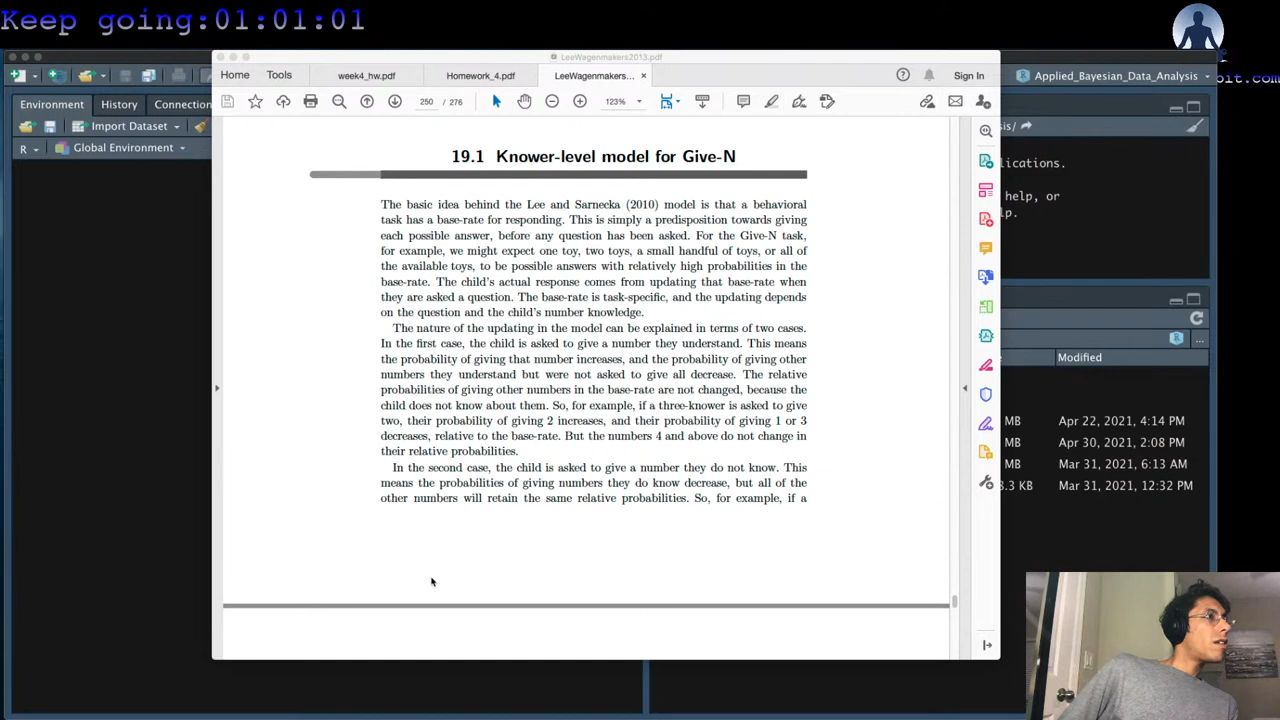 Keep going:01:01:01
LeeWagenmakers2013.pdf
Home Tools week4_hw.pdf Homework_4.pdf LeeWagenmakers... × Sign In
Applied_Bayesian_Data_Analysis
bit.com
250 / 276 123%
Environment History Connection
Import Dataset
R Global Environment
19.1 Knower-level model for Give-N
The basic idea behind the Lee and Sarnecka (2010) model is that a behavioral
task has a base-rate for responding. This is simply a predisposition towards giving
each possible answer, before any question has been asked. For the Give-N task,
for example, we might expect one toy, two toys, a small handful of toys, or all of
the available toys, to be possible answers with relatively high probabilities in the
base-rate. The child's actual response comes from updating that base-rate when
they are asked a question. The base-rate is task-specific, and the updating depends
on the question and the child's number knowledge.
The nature of the updating in the model can be explained in terms of two cases.
In the first case, the child is asked to give a number they understand. This means
the probability of giving that number increases, and the probability of giving other
numbers they understand but were not asked to give all decrease. The relative
probabilities of giving other numbers in the base-rate are not changed, because the
child does not know about them. So, for example, if a three-knower is asked to give
two, their probability of giving 2 increases, and their probability of giving 1 or 3
decreases, relative to the base-rate. But the numbers 4 and above do not change in
their relative probabilities.
In the second case, the child is asked to give a number they do not know. This
means the probabilities of giving numbers they do know decrease, but all of the
other numbers will retain the same relative probabilities. So, for example, if a
sis/
lications.
help, or
lp.
Modified
MB Apr 22, 2021, 4:14 PM
MB Apr 30, 2021, 2:08 PM
MB Mar 31, 2021, 6:13 AM
8.3 KB Mar 31, 2021, 12:32 PM